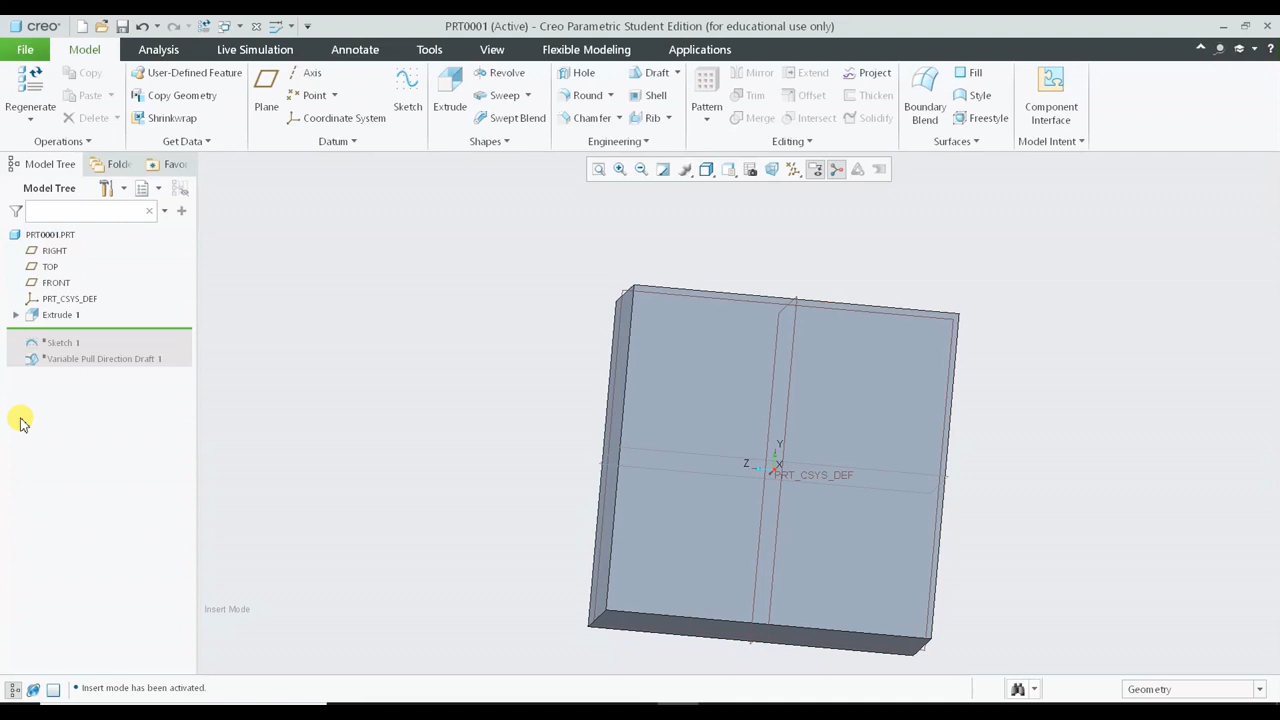 creo PRT0001 (Active) - Creo Parametric Student Edition (for educational use only)
File Model Analysis Live Simulation Annotate Tools View Flexible Modeling Applications
Regenerate Copy Paste Delete
Operations
User-Defined Feature
Copy Geometry
Shrinkwrap
Get Data
Plane Axis Point Coordinate System Sketch
Datum
Extrude Revolve Sweep Swept Blend
Shapes
Hole Draft
Round Shell
Chamfer Rib
Engineering
Pattern Mirror Extend Project
Trim Offset Thicken
Merge Intersect Solidify
Editing
Boundary Blend Fill Style Freestyle
Surfaces
Component Interface
Model Intent
Model Tree Folde Favor
Model Tree
PRT0001.PRT
RIGHT
TOP
FRONT
PRT_CSYS_DEF
Extrude 1
Sketch 1
Variable Pull Direction Draft 1
Y
Z
X
PRT_CSYS_DEF
Insert Mode
Insert mode has been activated.
Geometry